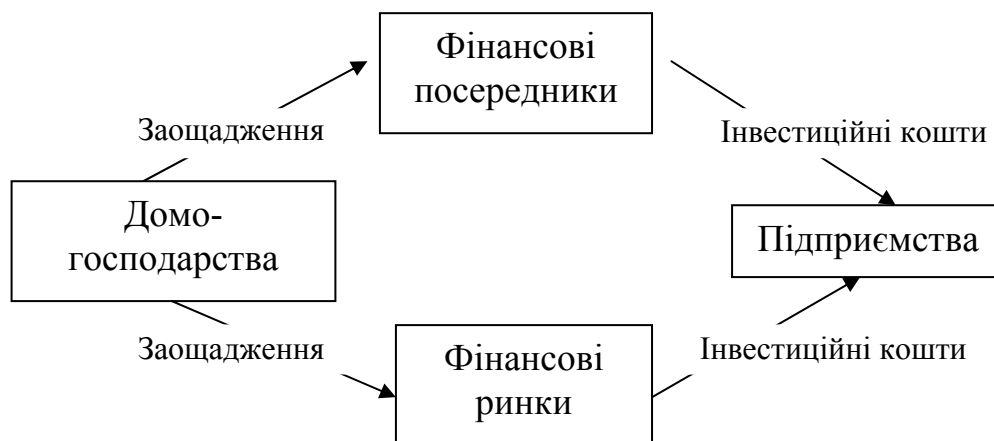 Фінансові
посередники
Заощадження
Інвестиційні кошти
Домо-
господарства
Підприємства
Заощадження
Інвестиційні кошти
Фінансові
ринки